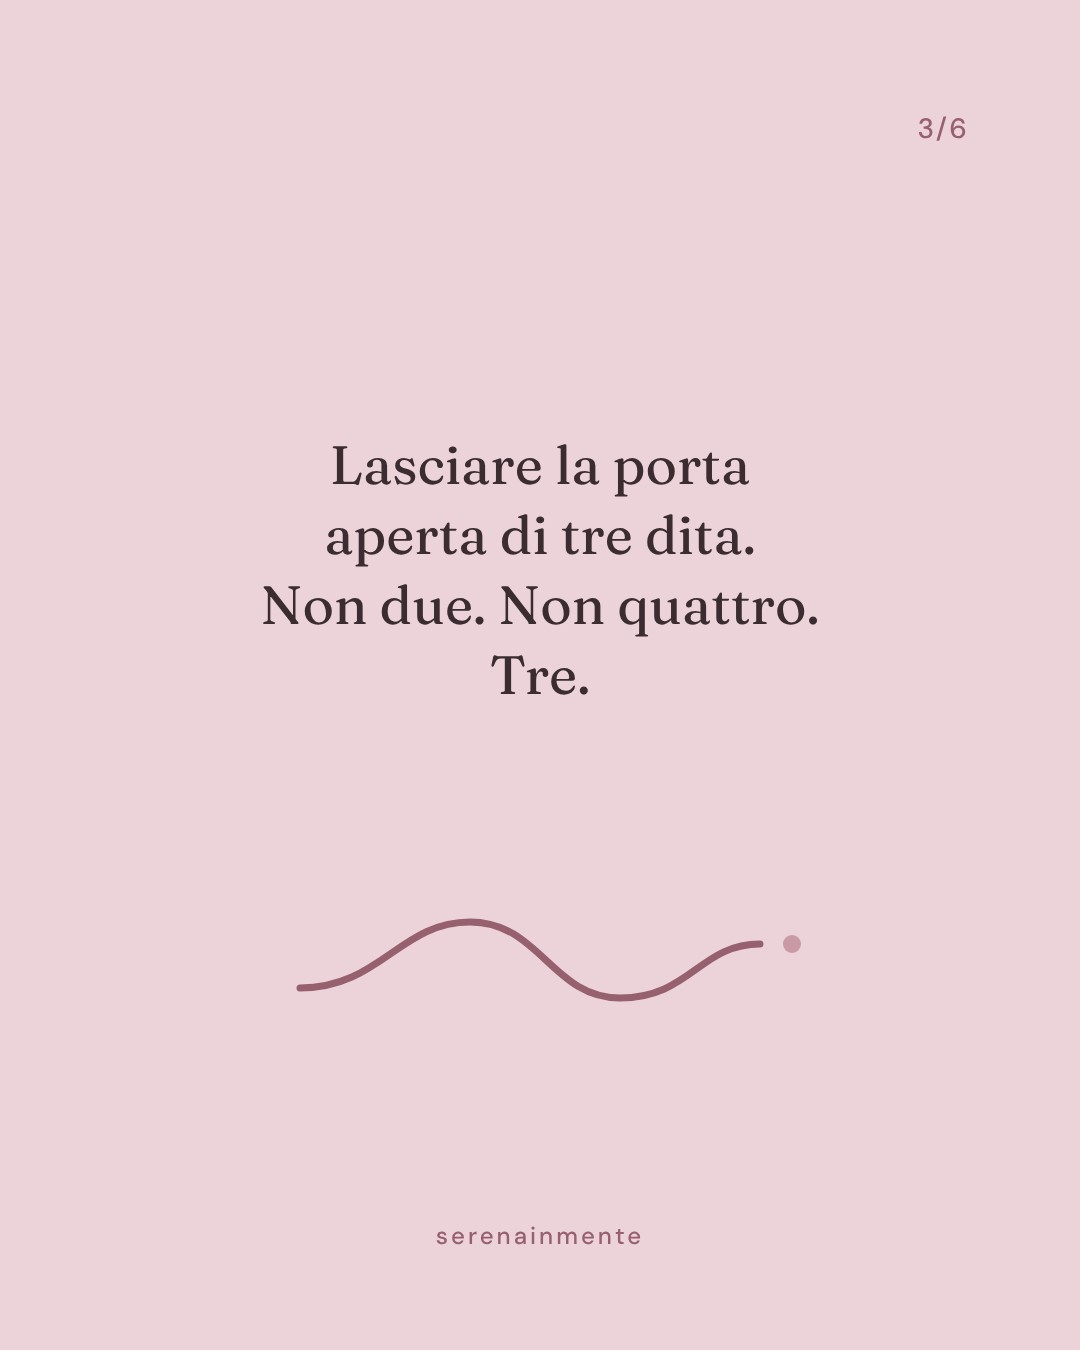 3/6
Lasciare la porta
aperta di tre dita.
Non due. Non quattro.
Tre.
serenainmente